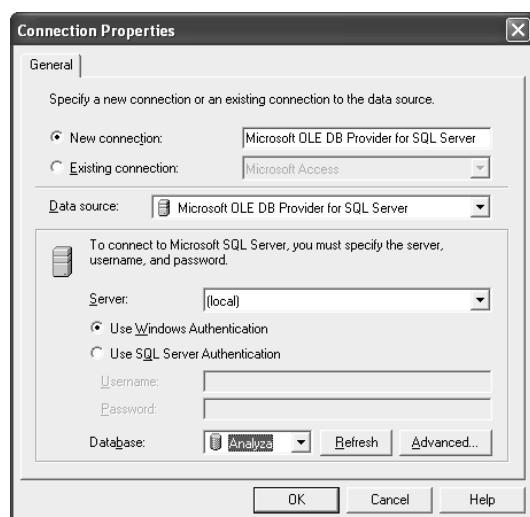 Connection Properties
General
Specify a new connection or an existing connection to the data source.
New connection: Microsoft OLE DB Provider for SQL Server
Existing connection: Microsoft Access
Data source: Microsoft OLE DB Provider for SQL Server
To connect to Microsoft SQL Server, you must specify the server,
username, and password.
Server: (local)
Use Windows Authentication
Use SQL Server Authentication
Username:
Password:
Database: Analyza Refresh Advanced...
OK Cancel Help